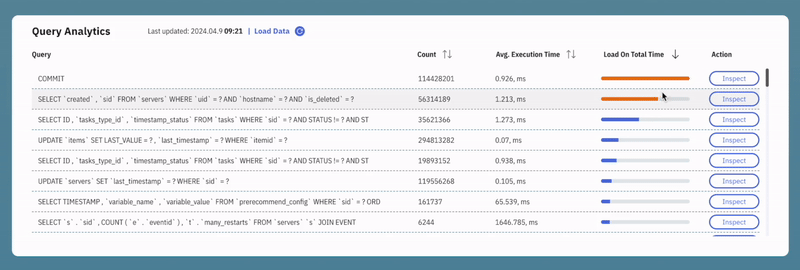 Query Analytics Last updated: 2024.04.9 09:21 | Load Data
Query Count Avg. Execution Time Load On Total Time Action
COMMIT 114428201 0.926, ms Inspect
SELECT `created` , `sid` FROM `servers` WHERE `uid` = ? AND `hostname` = ? AND `is_deleted` = ? 56314189 1.213, ms Inspect
SELECT ID , `tasks_type_id` , `timestamp_status` FROM `tasks` WHERE `sid` = ? AND STATUS != ? AND ST 35621366 1.273, ms Inspect
UPDATE `items` SET LAST_VALUE = ? , `last_timestamp` = ? WHERE `itemid` = ? 294813282 0.07, ms Inspect
SELECT ID , `tasks_type_id` , `timestamp_status` FROM `tasks` WHERE `sid` = ? AND STATUS = ? AND ST 19893152 0.938, ms Inspect
UPDATE `servers` SET `last_timestamp` = ? WHERE `sid` = ? 119556268 0.105, ms Inspect
SELECT TIMESTAMP , `variable_name` , `variable_value` FROM `prerecommend_config` WHERE `sid` = ? ORD 161737 65.539, ms Inspect
SELECT `s` . `sid` , COUNT ( `e` . `eventid` ) , `t` . `many_restarts` FROM `servers` `s` JOIN EVENT 6244 1646.785, ms Inspect